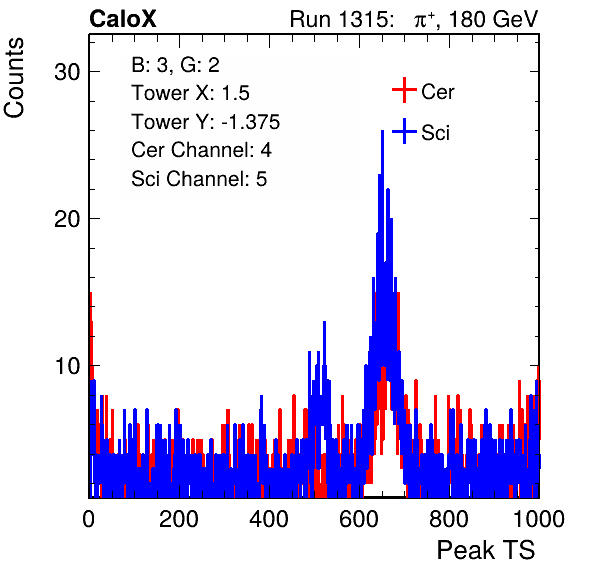 CaloX Run 1315: π+, 180 GeV
Counts
B: 3, G: 2
Tower X: 1.5
Tower Y: -1.375
Cer Channel: 4
Sci Channel: 5
Cer
Sci
30
20
10
0 200 400 600 800 1000
Peak TS